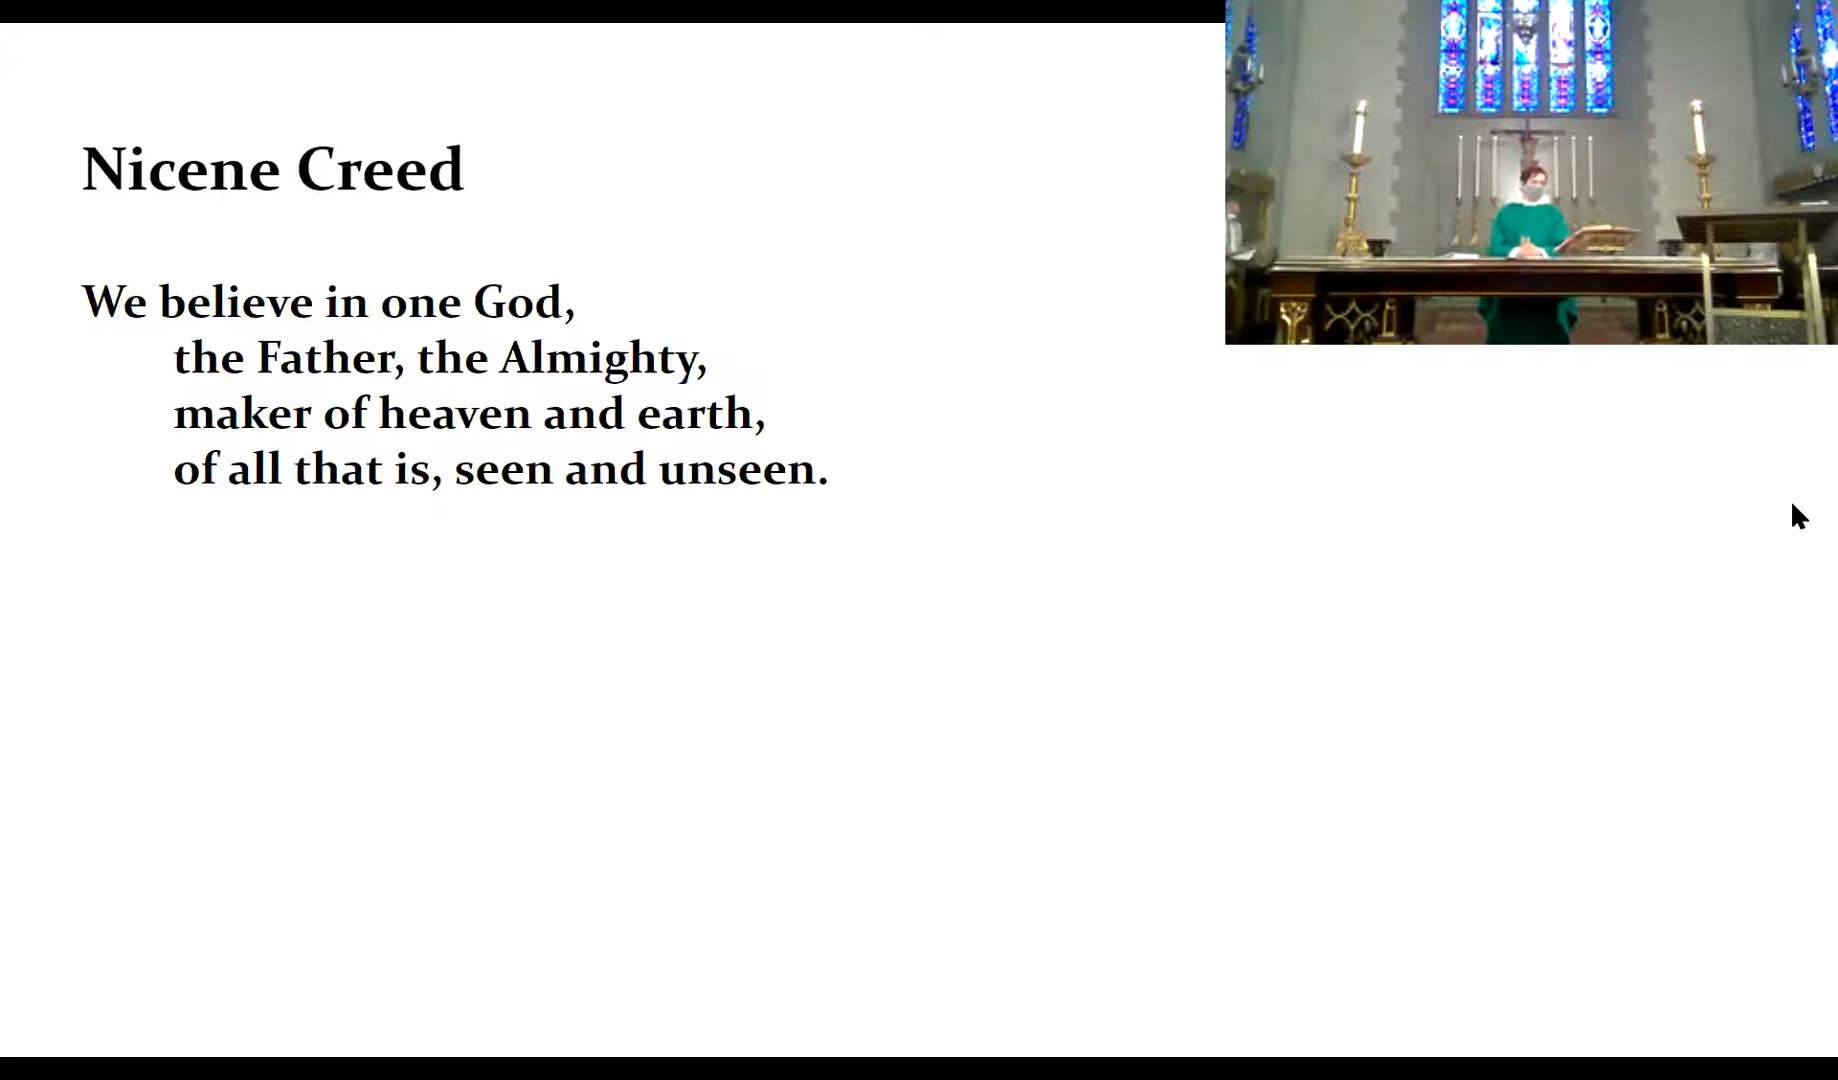 Nicene Creed
We believe in one God,
the Father, the Almighty,
maker of heaven and earth,
of all that is, seen and unseen.